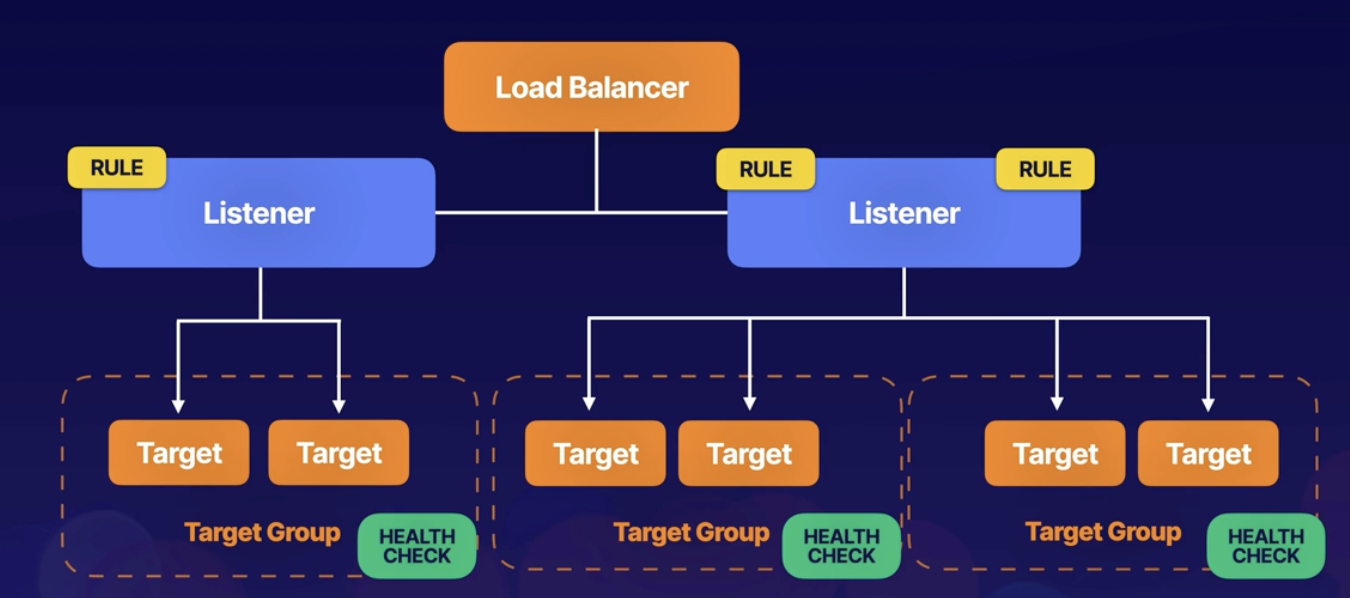 Load Balancer
RULE
Listener
RULE
RULE
Listener
Target
Target
Target Group
HEALTH
CHECK
Target
Target
Target Group
HEALTH
CHECK
Target
Target
Target Group
HEALTH
CHECK